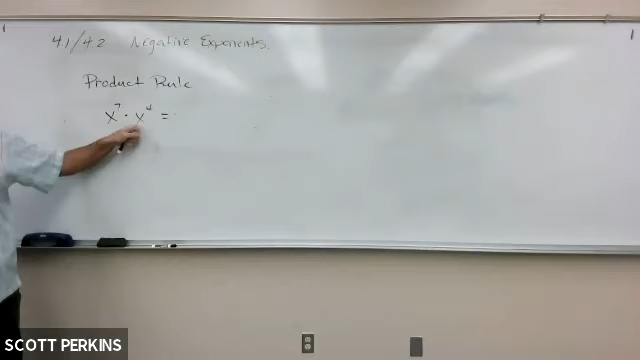 4.1/4.2 Negative Exponents.
Product Rule
x⁷ · x⁴ =
SCOTT PERKINS